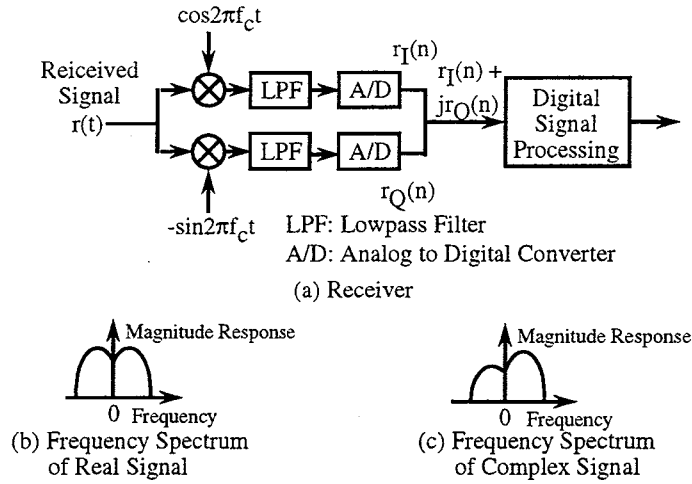 cos2πf_ct
Reiceived
Signal
r(t)
LPF
A/D
r_I(n)
r_I(n) +
jr_Q(n)
Digital
Signal
Processing
LPF
A/D
r_Q(n)
-sin2πf_ct
LPF: Lowpass Filter
A/D: Analog to Digital Converter
(a) Receiver
Magnitude Response
0 Frequency
(b) Frequency Spectrum
of Real Signal
Magnitude Response
0 Frequency
(c) Frequency Spectrum
of Complex Signal